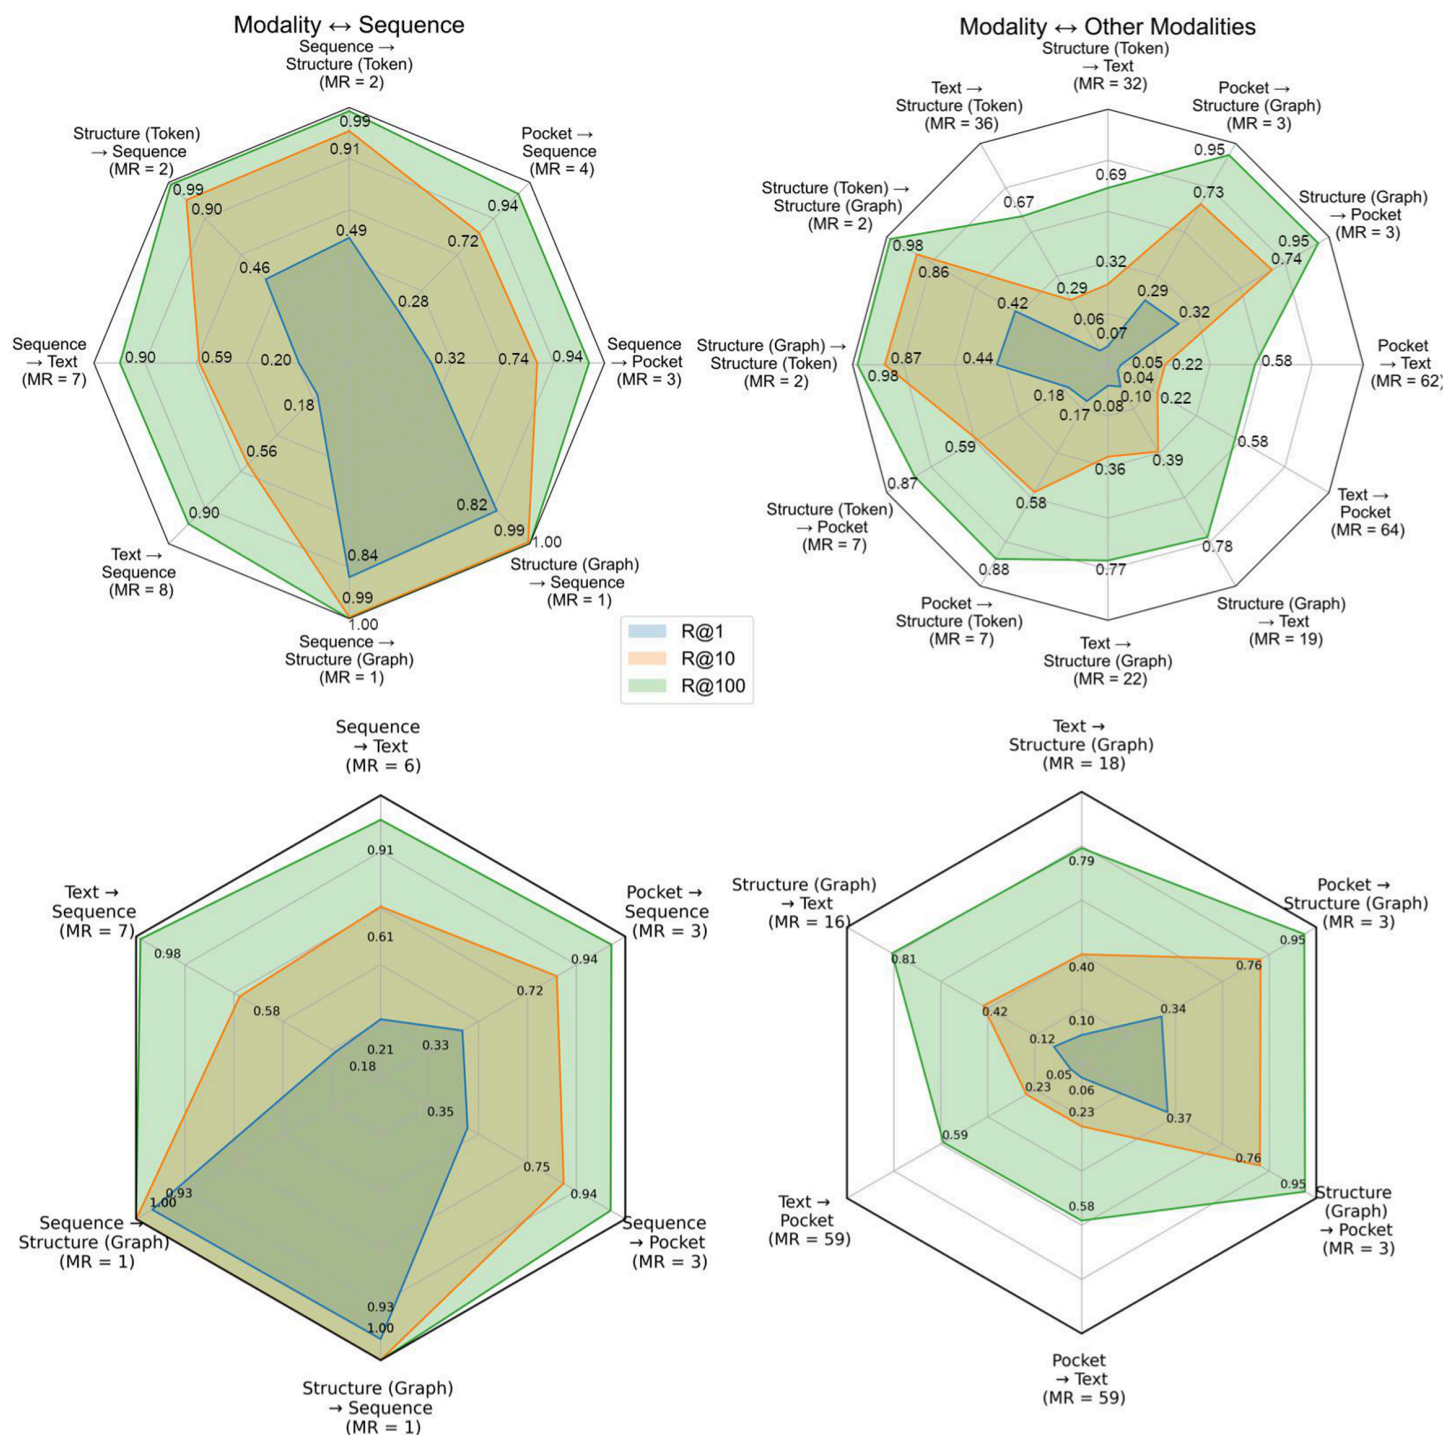 Modality ↔ Sequence
Sequence →
Structure (Token)
(MR = 2)
Structure (Token)
→ Sequence
(MR = 2)
Pocket →
Sequence
(MR = 4)
0.99
0.91
0.99
0.90
0.94
0.72
0.49
0.46
0.28
Sequence
→ Text
(MR = 7)
0.90
0.59
0.20
0.32
0.74
0.94
Sequence
→ Pocket
(MR = 3)
0.18
0.56
0.90
0.82
0.99
1.00
0.84
0.99
1.00
Text →
Sequence
(MR = 8)
Structure (Graph)
→ Sequence
(MR = 1)
Sequence →
Structure (Graph)
(MR = 1)
Modality ↔ Other Modalities
Structure (Token)
→ Text
(MR = 32)
Text →
Structure (Token)
(MR = 36)
Pocket →
Structure (Graph)
(MR = 3)
Structure (Token) →
Structure (Graph)
(MR = 2)
Structure (Graph)
→ Pocket
(MR = 3)
0.95
0.69
0.73
0.67
0.98
0.86
0.95
0.74
0.32
0.29
0.29
0.42
0.06
0.07
0.32
Structure (Graph) →
Structure (Token)
(MR = 2)
0.87
0.98
0.44
0.05
0.22
0.58
Pocket
→ Text
(MR = 62)
0.18
0.17
0.08
0.10
0.04
0.22
0.59
0.87
0.58
0.88
0.36
0.77
0.39
0.78
0.58
Structure (Token)
→ Pocket
(MR = 7)
Text →
Pocket
(MR = 64)
Pocket →
Structure (Token)
(MR = 7)
Structure (Graph)
→ Text
(MR = 19)
Text →
Structure (Graph)
(MR = 22)
R@1
R@10
R@100
Sequence
→ Text
(MR = 6)
Text →
Sequence
(MR = 7)
Pocket →
Sequence
(MR = 3)
0.91
0.61
0.98
0.58
0.94
0.72
0.21
0.18
0.33
0.35
0.75
0.94
0.93
1.00
0.93
1.00
Sequence →
Structure (Graph)
(MR = 1)
Sequence
→ Pocket
(MR = 3)
Structure (Graph)
→ Sequence
(MR = 1)
Text →
Structure (Graph)
(MR = 18)
Structure (Graph)
→ Text
(MR = 16)
Pocket →
Structure (Graph)
(MR = 3)
0.79
0.81
0.95
0.40
0.76
0.42
0.10
0.34
0.12
0.05
0.06
0.23
0.23
0.37
0.59
0.76
0.95
0.58
Text →
Pocket
(MR = 59)
Structure
(Graph)
→ Pocket
(MR = 3)
Pocket
→ Text
(MR = 59)